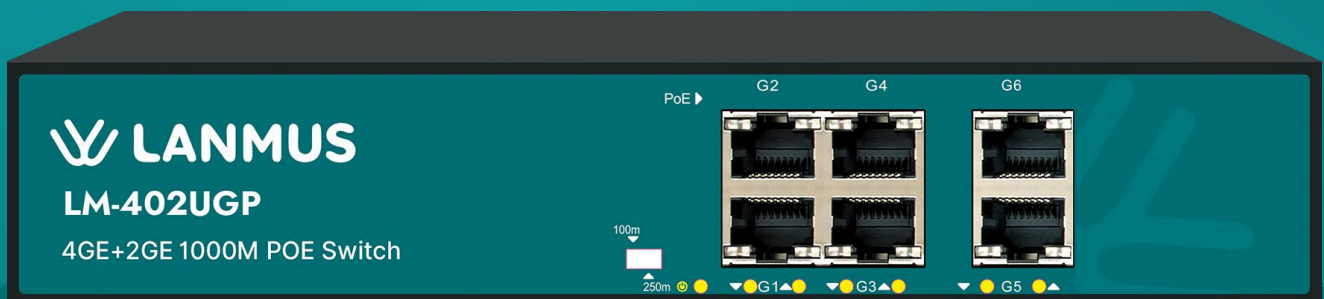 LANMUS
LM-402UGP
4GE+2GE 1000M POE Switch
PoE
G2 G4 G6
100m
250m
G1 G3 G5